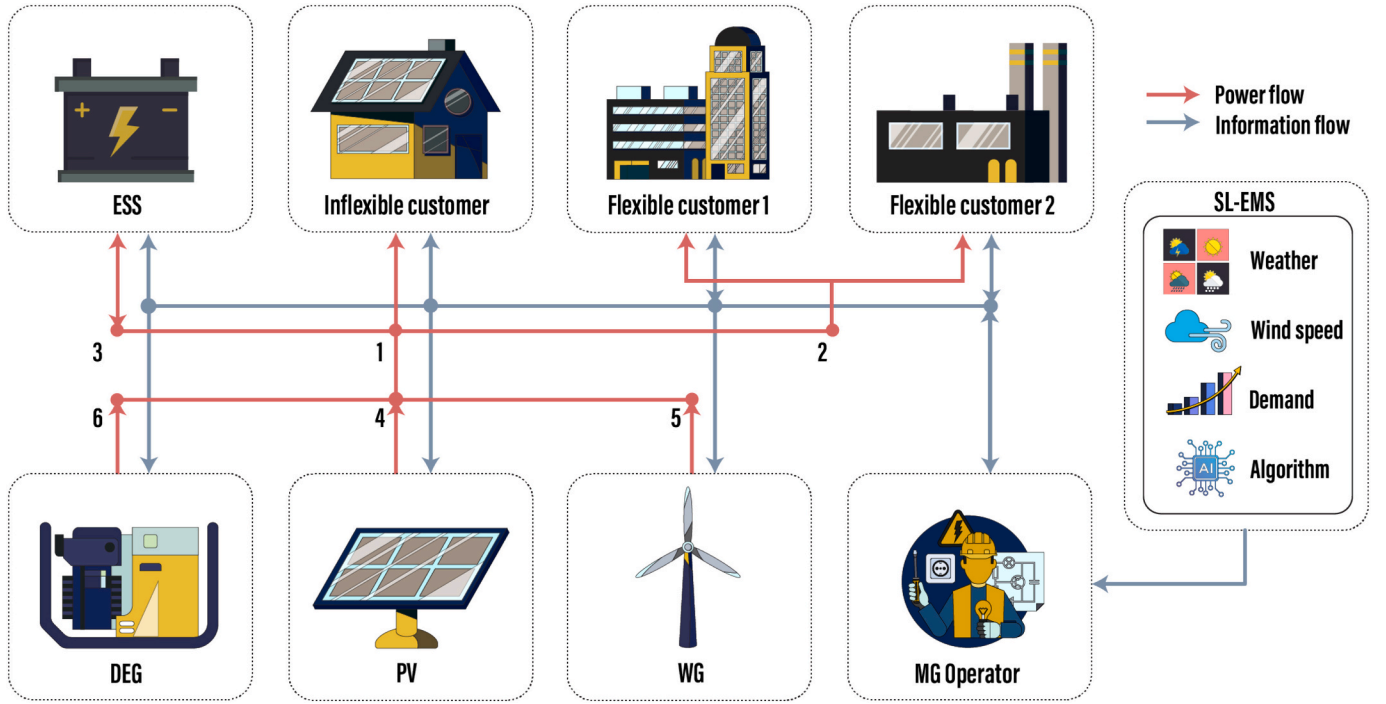 ESS
Inflexible customer
Flexible customer 1
Flexible customer 2
Power flow
Information flow
SL-EMS
Weather
Wind speed
Demand
AI
Algorithm
3
1
2
6
4
5
DEG
PV
WG
MG Operator